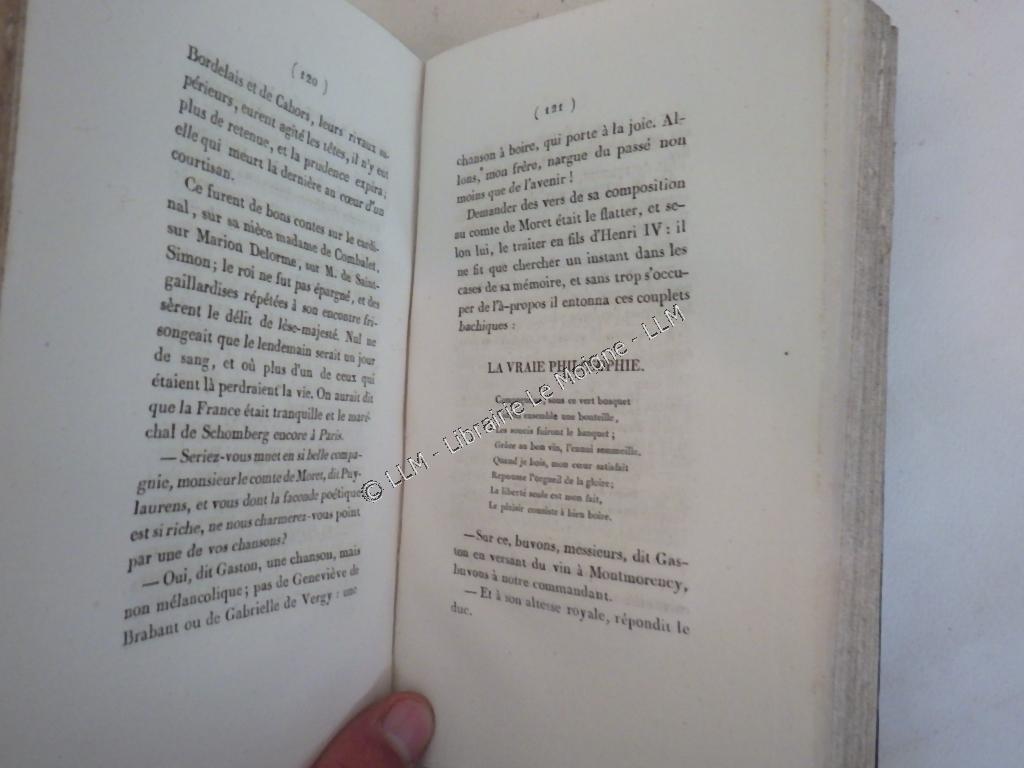 ( 120 )
Bordelais et de Cahors, leurs rivaux su-
périeurs, eurent agité les têtes, il n'y eut
plus de retenue, et la prudence expira;
elle qui meurt la dernière au cœur d'un
courtisan.
Ce furent de bons contes sur le cardi-
nal, sur sa nièce madame de Combalet,
sur Marion Delorme, sur M. de Saint-
Simon; le roi ne fut pas épargné, et des
gaillardises répétées à son encontre fri-
sèrent le délit de lèse-majesté. Nul ne
songeait que le lendemain serait un jour
de sang, et où plus d'un de ceux qui
étaient là perdraient la vie. On aurait dit
que la France était tranquille et le maré-
chal de Schomberg encore à Paris.
— Seriez-vous muet en si belle compa-
gnie, monsieur le comte de Moret, dit Puy-
laurens, et vous dont la faconde poétique
est si riche, ne nous charmerez-vous point
par une de vos chansons?
— Oui, dit Gaston, une chanson, mais
non mélancolique; pas de Geneviève de
Brabant ou de Gabrielle de Vergy: une
( 121 )
chanson à boire, qui porte à la joie. Al-
lons, mon frère, nargue du passé non
moins que de l'avenir!
Demander des vers de sa composition
au comte de Moret était le flatter, et se-
lon lui, le traiter en fils d'Henri IV: il
ne fit que chercher un instant dans les
cases de sa mémoire, et sans trop s'occu-
per de l'à-propos il entonna ces couplets
bachiques:
LA VRAIE PHILOSOPHIE.
sous ce vert bosquet
ensemble une bouteille,
Les soucis fuiront le banquet;
Grâce au bon vin, l'ennui sommeille.
Quand je bois, mon cœur satisfait
Repousse l'orgueil de la gloire;
La liberté seule est mon fait,
Le plaisir consiste à bien boire.
— Sur ce, buvons, messieurs, dit Gas-
ton en versant du vin à Montmorency,
buvons à notre commandant.
— Et à son altesse royale, répondit le
duc.
© LLM - Librairie Le Moigne - LLM